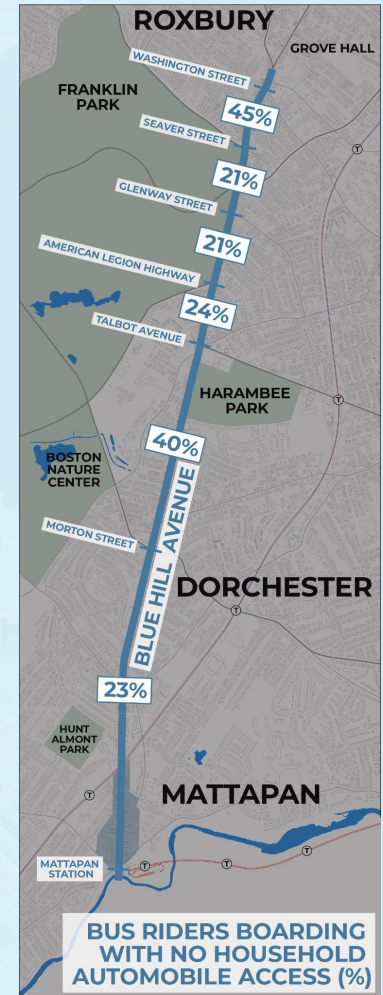 ROXBURY
GROVE HALL
WASHINGTON STREET
FRANKLIN
PARK
45%
SEAVER STREET
T
21%
GLENWAY STREET
21%
AMERICAN LEGION HIGHWAY
24%
TALBOT AVENUE
HARAMBEE
PARK
T
40%
BOSTON
NATURE
CENTER
BLUE HILL AVENUE
MORTON STREET
DORCHESTER
T
23%
HUNT
ALMONT
PARK
T
MATTAPAN
T
MATTAPAN
STATION
T
T
BUS RIDERS BOARDING
WITH NO HOUSEHOLD
AUTOMOBILE ACCESS (%)